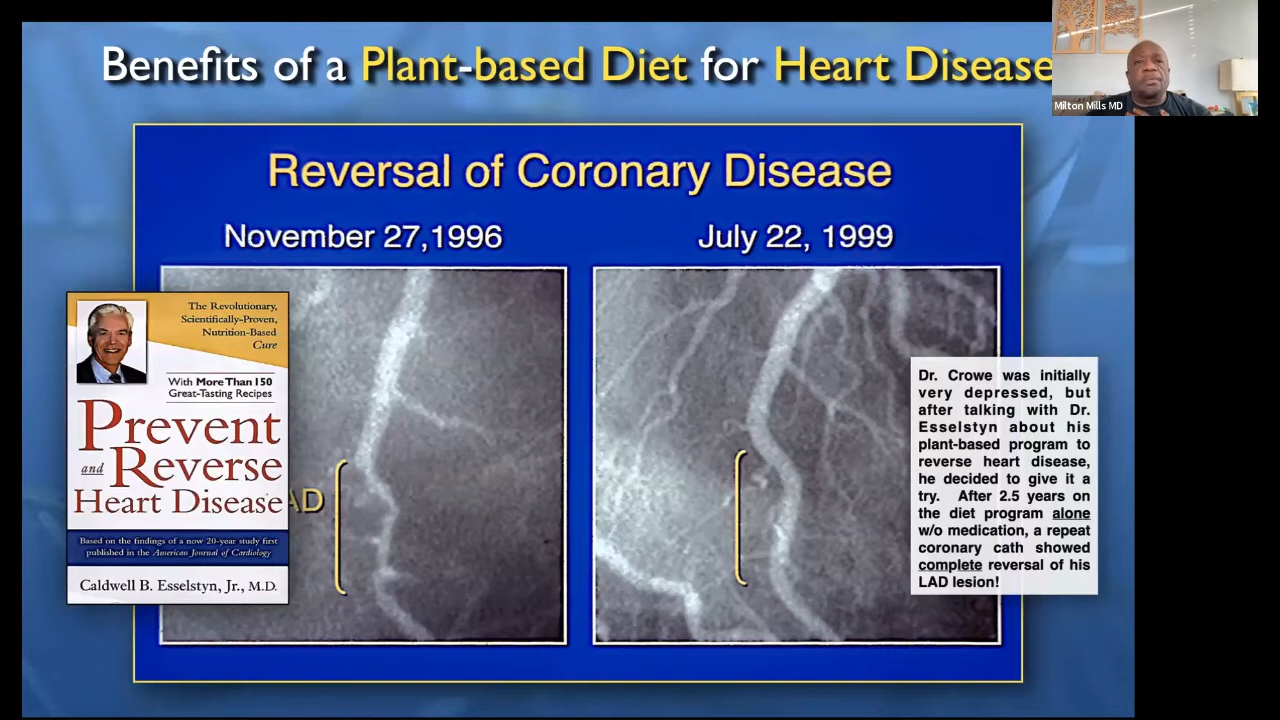 Benefits of a Plant-based Diet for Heart Disease
Milton Mills MD
Reversal of Coronary Disease
November 27,1996
July 22, 1999
The Revolutionary,
Scientifically-Proven,
Nutrition-Based
Cure
With More Than 150
Great-Tasting Recipes
Prevent
and Reverse
Heart Disease
Based on the findings of a now 20-year study first
published in the American Journal of Cardiology
Caldwell B. Esselstyn, Jr., M.D.
AD
Dr. Crowe was initially
very depressed, but
after talking with Dr.
Esselstyn about his
plant-based program to
reverse heart disease,
he decided to give it a
try. After 2.5 years on
the diet program alone
w/o medication, a repeat
coronary cath showed
complete reversal of his
LAD lesion!